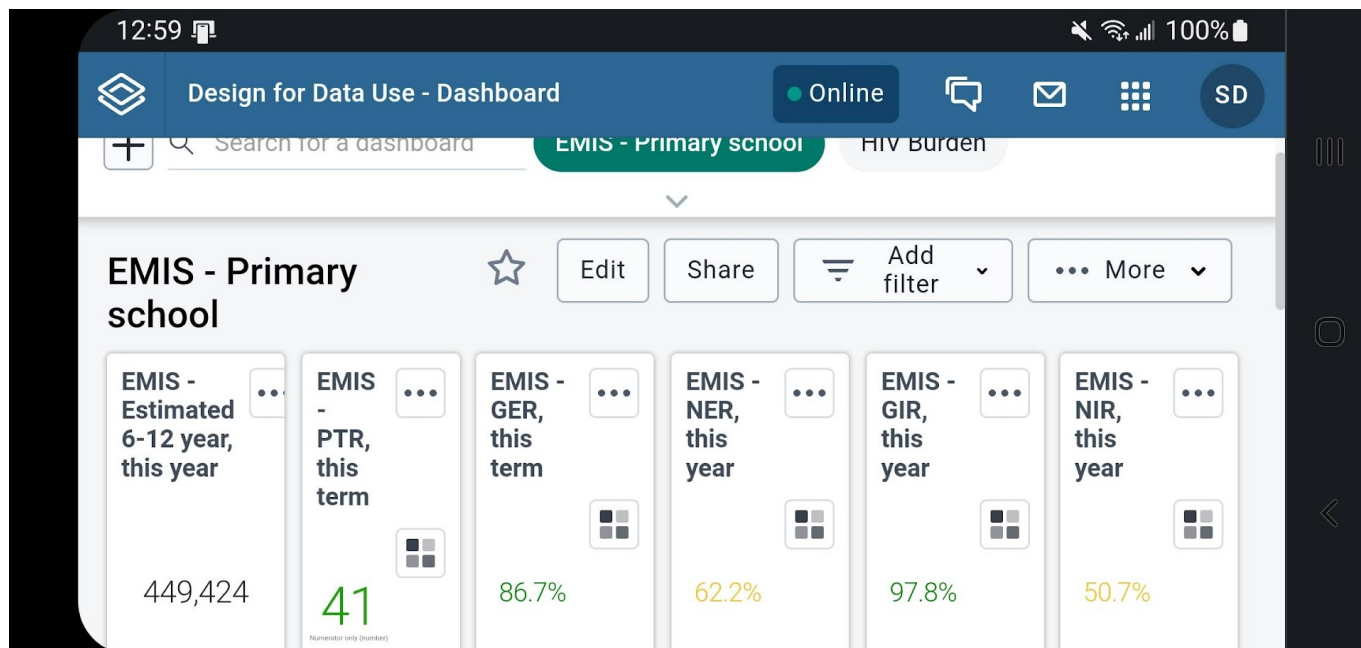 12:59
100%
Design for Data Use - Dashboard
Online
SD
Search for a dashboard
EMIS - Primary school
HIV Burden
EMIS - Primary
school
Edit
Share
Add
filter
••• More
EMIS -
Estimated
6-12 year,
this year
449,424
EMIS
-
PTR,
this
term
41
Numerator only (number)
EMIS -
GER,
this
term
86.7%
EMIS -
NER,
this
year
62.2%
EMIS -
GIR,
this
year
97.8%
EMIS -
NIR,
this
year
50.7%